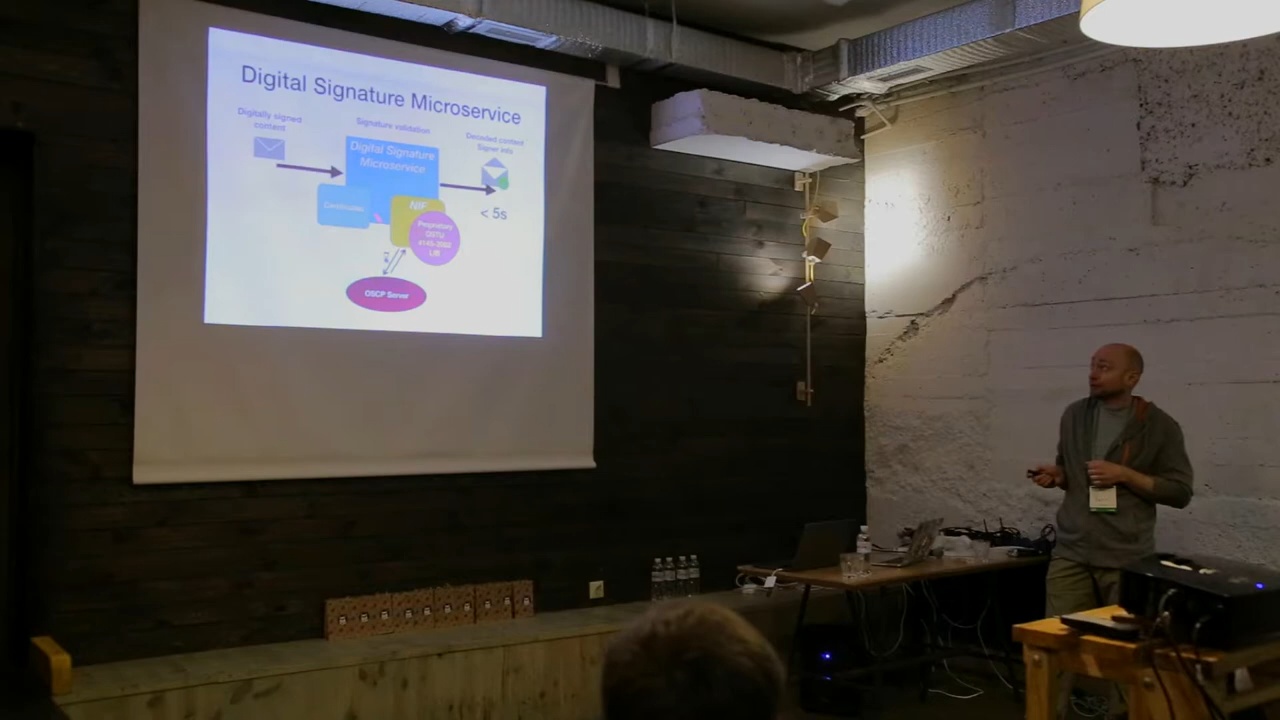 Digital Signature Microservice
Digitally signed
content
Signature validation
Decoded content
Signer info
Digital Signature
Microservice
Certificates
NIF
Proprietary
DSTU
4145-2002
LIB
< 5s
OSCP Server